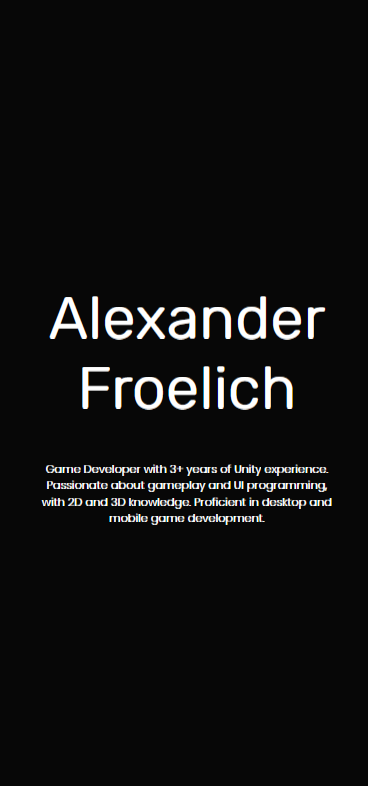 Alexander
Froelich
Game Developer with 3+ years of Unity experience.
Passionate about gameplay and UI programming,
with 2D and 3D knowledge. Proficient in desktop and
mobile game development.